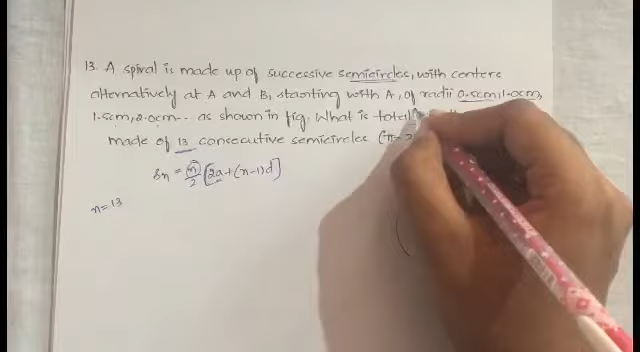 13. A spiral is made up of successive semicircles, with centers
alternatively at A and B, starting with A, of radii 0.5cm, 1.0cm,
1.5cm, 2.0cm.. as shown in fig. What is total
made of 13 consecutive semicircles (π =
Sn = n/2 [2a+(n-1)d]
n=13